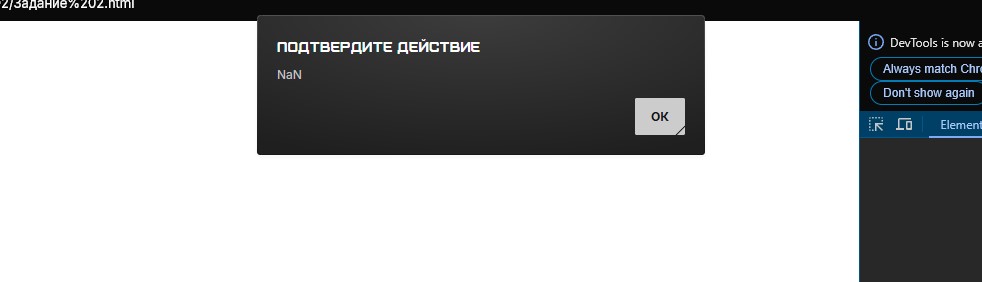 2/Задание%202.html
ПОДТВЕРДИТЕ ДЕЙСТВИЕ
NaN
OK
DevTools is now a
Always match Chr
Don't show again
Element